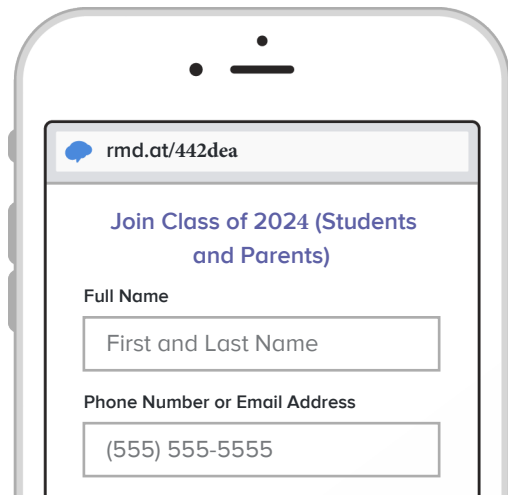 rmd.at/442dea
Join Class of 2024 (Students
and Parents)
Full Name
First and Last Name
Phone Number or Email Address
(555) 555-5555